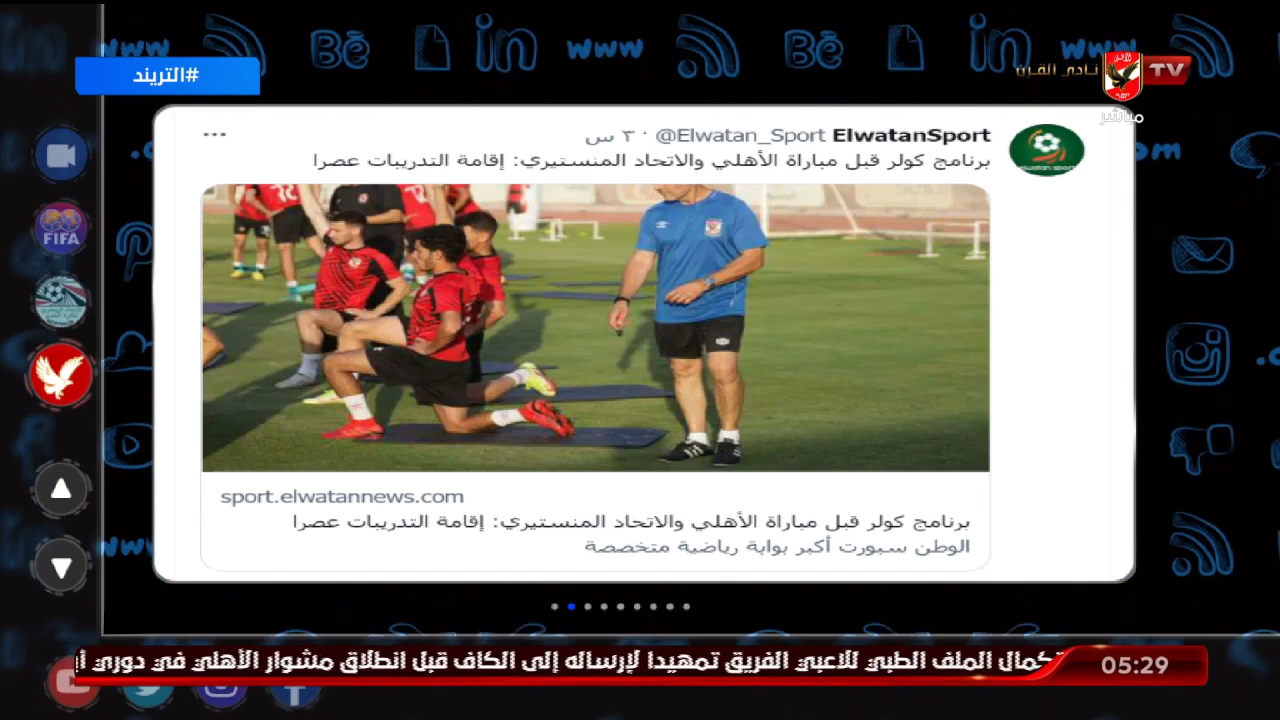 #التريند
نادي القرن
TV
مباشر
ElwatanSport @Elwatan_Sport · ٣٠ س
برنامج كولر قبل مباراة الأهلي والاتحاد المنستيري: إقامة التدريبات عصرا
elwatan sport
FIFA
sport.elwatannews.com
برنامج كولر قبل مباراة الأهلي والاتحاد المنستيري: إقامة التدريبات عصرا
الوطن سبورت أكبر بوابة رياضية متخصصة
الملف الطبي للاعبي الفريق تمهيدا لإرساله إلى الكاف قبل انطلاق مشوار الأهلي في دوري
05:29